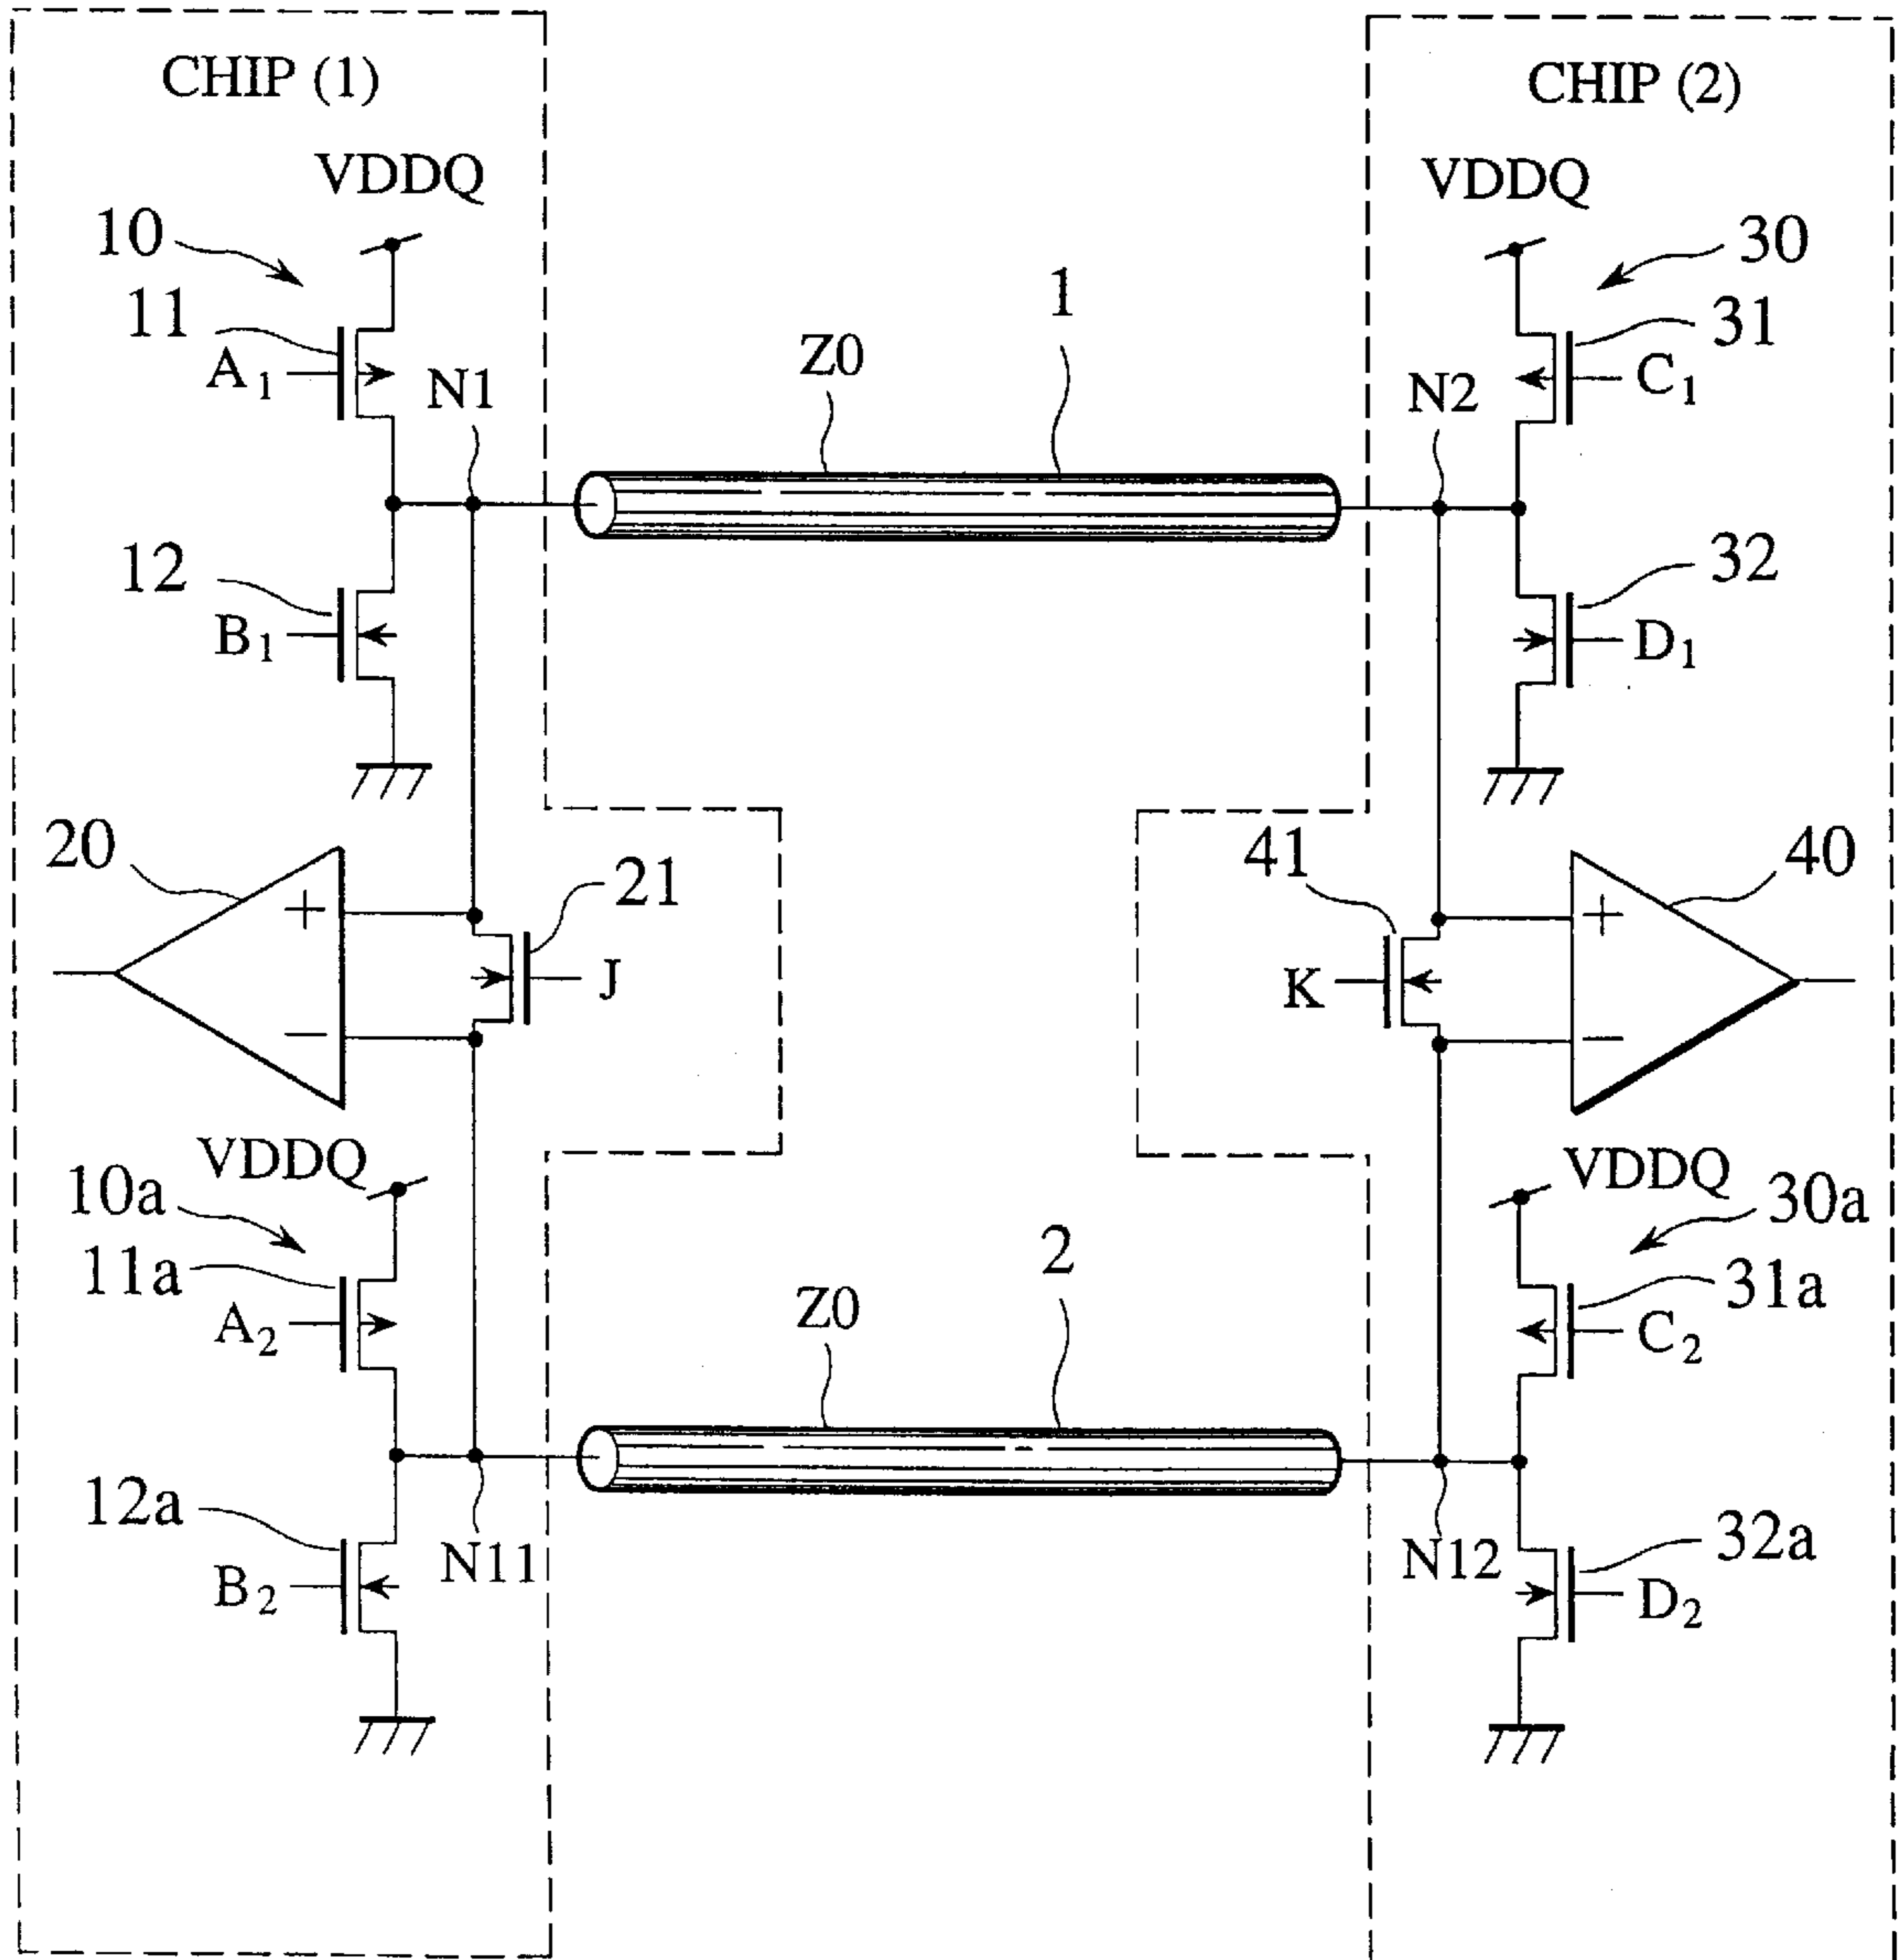 CHIP (1)
CHIP (2)
VDDQ
VDDQ
10
30
11
1
31
A₁
N1
Z0
N2
C₁
12
32
B₁
D₁
20
21
41
40
+
+
J
K
−
−
VDDQ
VDDQ
10a
30a
11a
2
31a
A₂
Z0
C₂
12a
32a
B₂
N11
N12
D₂